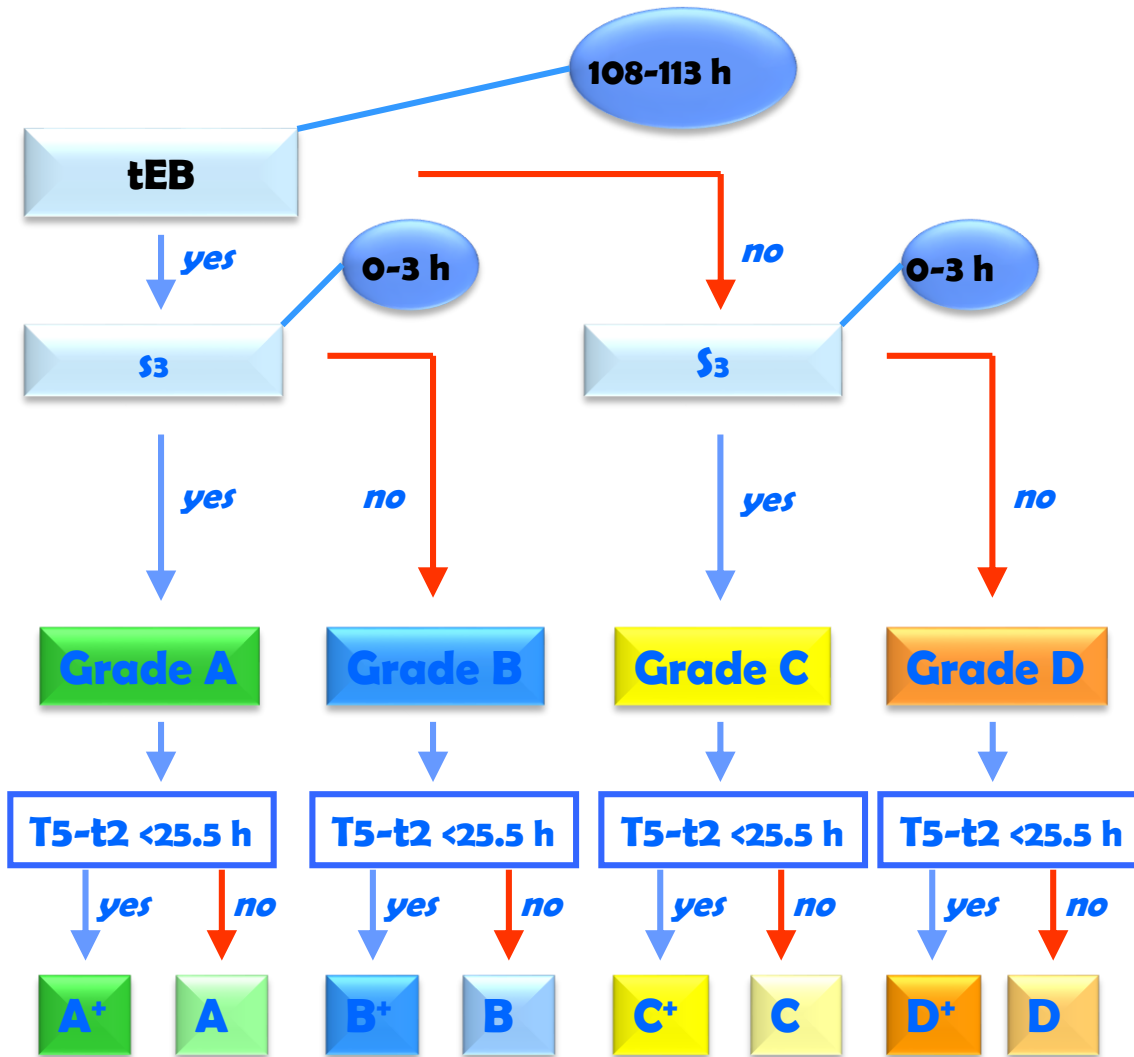 108-113 h
tEB
yes
0-3 h
no
0-3 h
s3
S3
yes
no
yes
no
Grade A
Grade B
Grade C
Grade D
T5-t2 <25.5 h
T5-t2 <25.5 h
T5-t2 <25.5 h
T5-t2 <25.5 h
yes
no
yes
no
yes
no
yes
no
A⁺
A
B⁺
B
C⁺
C
D⁺
D